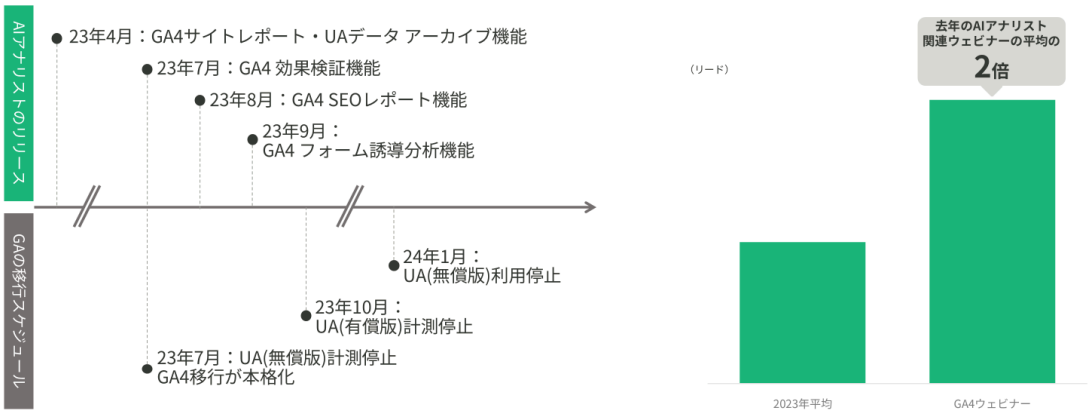 AIアナリストのリリース
23年4月：GA4サイトレポート・UAデータ アーカイブ機能
23年7月：GA4 効果検証機能
23年8月：GA4 SEOレポート機能
23年9月：
GA4 フォーム誘導分析機能
GAの移行スケジュール
24年1月：
UA(無償版)利用停止
23年10月：
UA(有償版)計測停止
23年7月：UA(無償版)計測停止
GA4移行が本格化
（リード）
去年のAIアナリスト
関連ウェビナーの平均の
2倍
2023年平均
GA4ウェビナー